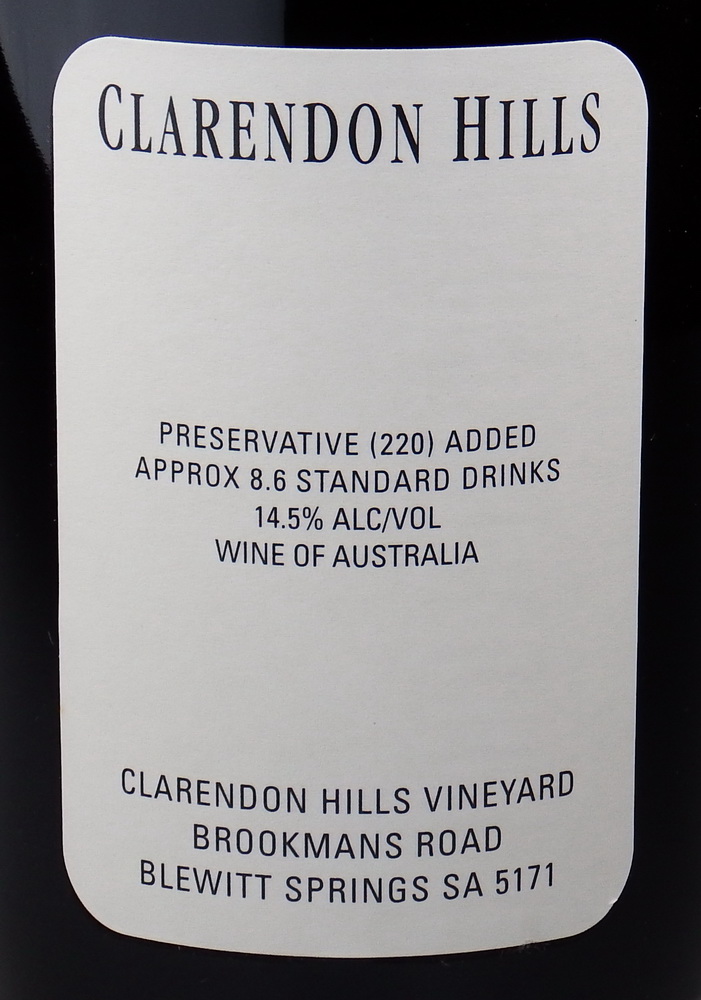 CLARENDON HILLS
PRESERVATIVE (220) ADDED
APPROX 8.6 STANDARD DRINKS
14.5% ALC/VOL
WINE OF AUSTRALIA
CLARENDON HILLS VINEYARD
BROOKMANS ROAD
BLEWITT SPRINGS SA 5171